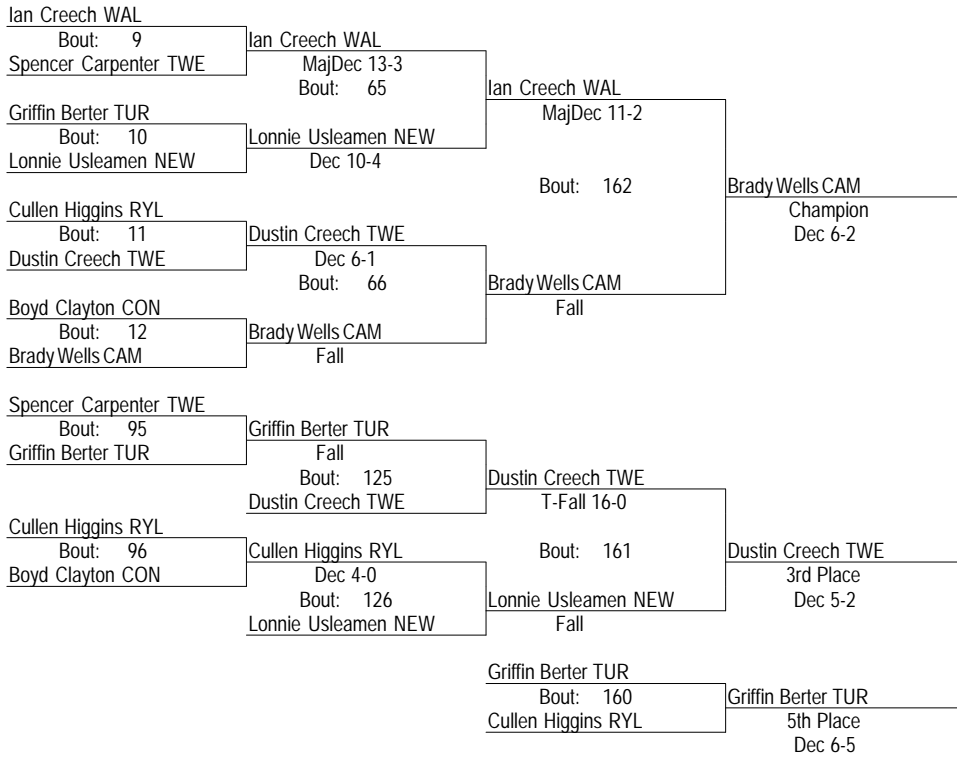 Ian Creech WAL
Bout: 9
Spencer Carpenter TWE
Ian Creech WAL
MajDec 13-3
Bout: 65
Griffin Berter TUR
Bout: 10
Lonnie Usleamen NEW
Lonnie Usleamen NEW
Dec 10-4
Ian Creech WAL
MajDec 11-2
Bout: 162
Cullen Higgins RYL
Bout: 11
Dustin Creech TWE
Dustin Creech TWE
Dec 6-1
Bout: 66
Boyd Clayton CON
Bout: 12
Brady Wells CAM
Brady Wells CAM
Fall
Brady Wells CAM
Fall
Brady Wells CAM
Champion
Dec 6-2
Spencer Carpenter TWE
Bout: 95
Griffin Berter TUR
Griffin Berter TUR
Fall
Bout: 125
Dustin Creech TWE
Dustin Creech TWE
T-Fall 16-0
Bout: 161
Cullen Higgins RYL
Bout: 96
Boyd Clayton CON
Cullen Higgins RYL
Dec 4-0
Bout: 126
Lonnie Usleamen NEW
Lonnie Usleamen NEW
Fall
Dustin Creech TWE
3rd Place
Dec 5-2
Griffin Berter TUR
Bout: 160
Cullen Higgins RYL
Griffin Berter TUR
5th Place
Dec 6-5